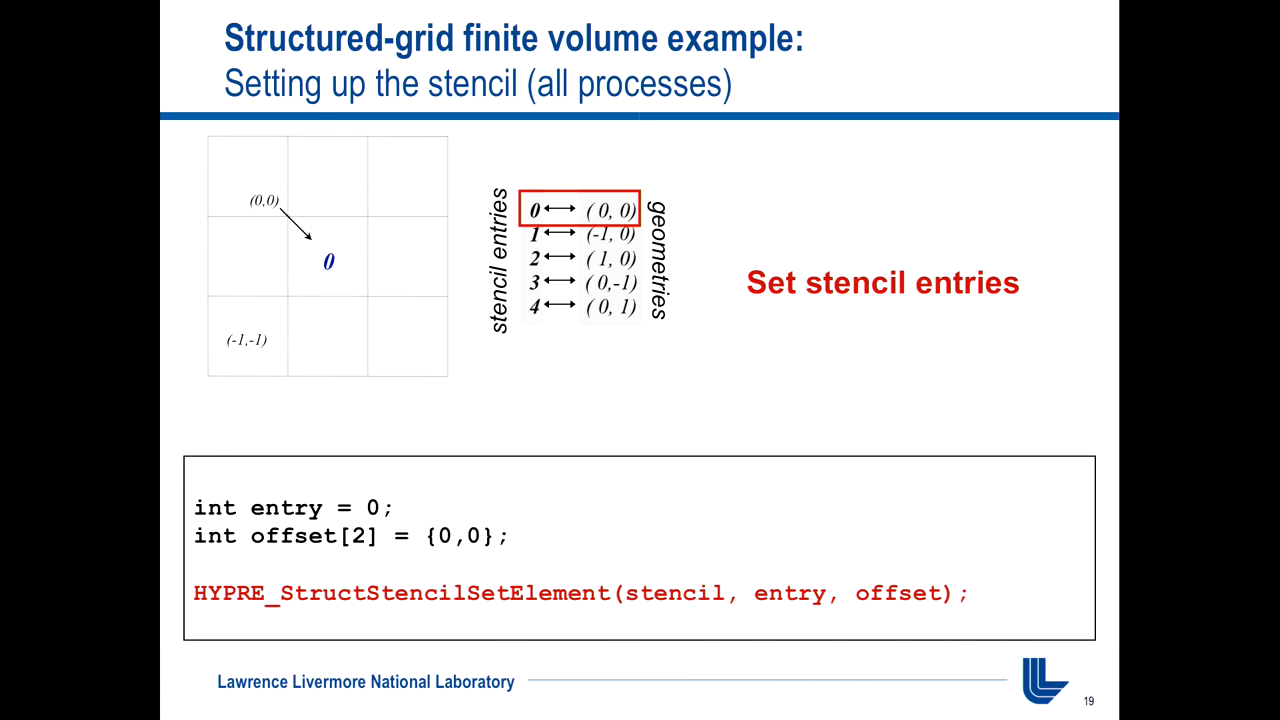 Structured-grid finite volume example:
Setting up the stencil (all processes)
(0,0)
0
(-1,-1)
stencil entries
0 ↔ ( 0, 0)
1 ↔ (-1, 0)
2 ↔ ( 1, 0)
3 ↔ ( 0,-1)
4 ↔ ( 0, 1)
geometries
Set stencil entries
int entry = 0;
int offset[2] = {0,0};
HYPRE_StructStencilSetElement(stencil, entry, offset);
Lawrence Livermore National Laboratory
19